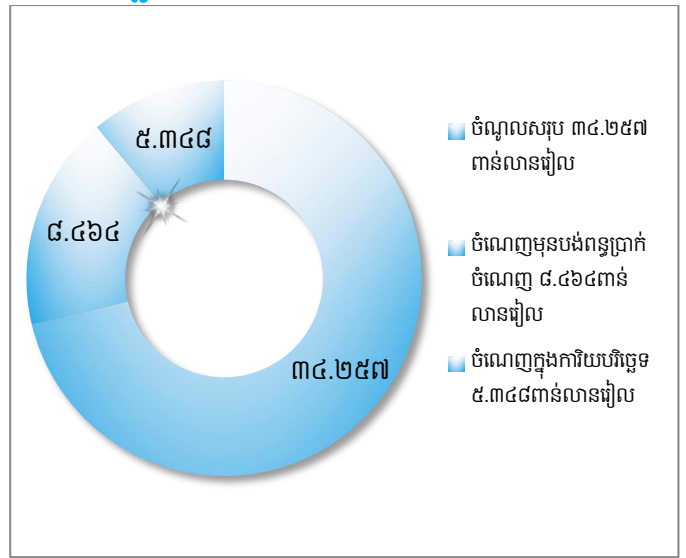 ៥.៣៤៨
៨.៤៦៤
៣៤.២៥៧
ចំណូលសរុប ៣៤.២៥៧
ពាន់លានរៀល
ចំណេញមុនបង់ពន្ធប្រាក់
ចំណេញ ៨.៤៦៤ពាន់
លានរៀល
ចំណេញក្នុងការិយបរិច្ឆេទ
៥.៣៤៨ពាន់លានរៀល